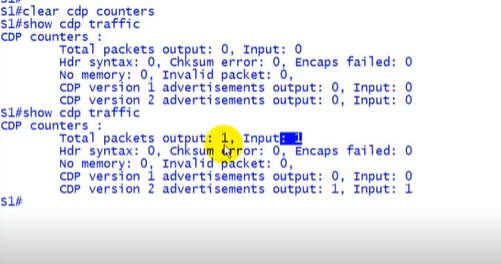 S1#clear cdp counters
S1#show cdp traffic
CDP counters :
Total packets output: 0, Input: 0
Hdr syntax: 0, Chksum error: 0, Encaps failed: 0
No memory: 0, Invalid packet: 0,
CDP version 1 advertisements output: 0, Input: 0
CDP version 2 advertisements output: 0, Input: 0
S1#show cdp traffic
CDP counters :
Total packets output: 1, Input: 1
Hdr syntax: 0, Chksum error: 0, Encaps failed: 0
No memory: 0, Invalid packet: 0,
CDP version 1 advertisements output: 0, Input: 0
CDP version 2 advertisements output: 1, Input: 1
S1#